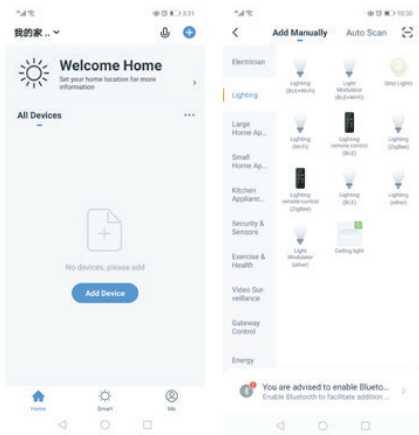 3:21
我的家 ..
Welcome Home
Set your home location for more
information
All Devices
No devices, please add
Add Device
Home
Smart
Me
10:30
Add Manually
Auto Scan
Electrician
Lighting
Large
Home Ap...
Small
Home Ap...
Kitchen
Applianc...
Security &
Sensors
Exercise &
Health
Video Sur-
veillance
Gateway
Control
Energy
Lighting
(BLE+Wi-Fi)
Light
Modulator
(BLE+Wi-Fi)
Strip Lights
Lighting
(Wi-Fi)
Lighting
remote control
(BLE)
Lighting
(ZigBee)
Lighting
remote control
(ZigBee)
Lighting
(BLE)
Lighting
(other)
Light
Modulator
(other)
Ceiling light
You are advised to enable Blueto...
Enable Bluetooth to facilitate addition ...